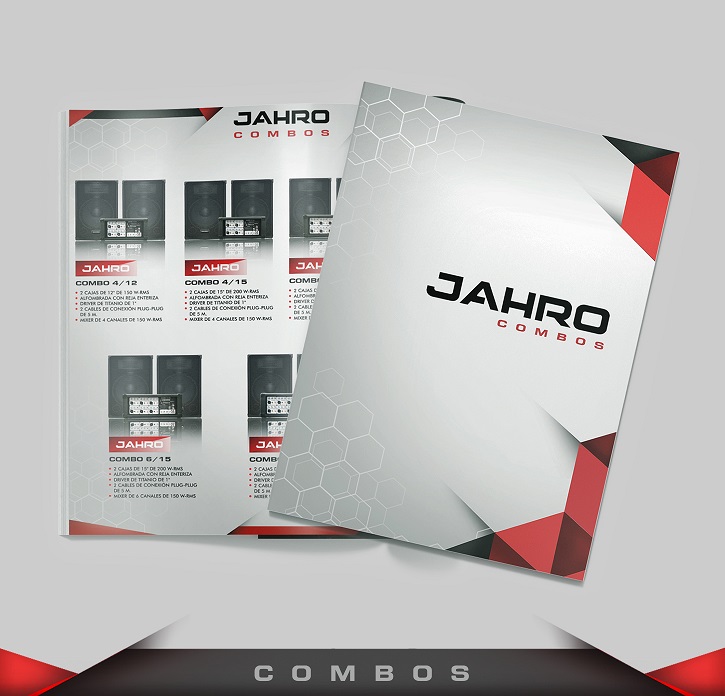 JAHRO
COMBOS
JAHRO
COMBO 4/12
• 2 CAJAS DE 12" DE 150 W-RMS
• ALFOMBRADA CON REJA ENTERIZA
• DRIVER DE TITANIO DE 1"
• 2 CABLES DE CONEXIÓN PLUG-PLUG
DE 5 M.
• MIXER DE 4 CANALES DE 150 W-RMS
JAHRO
COMBO 4/15
• 2 CAJAS DE 15" DE 200 W-RMS
• ALFOMBRADA CON REJA ENTERIZA
• DRIVER DE TITANIO DE 1"
• 2 CABLES DE CONEXIÓN PLUG-PLUG
DE 5 M.
• MIXER DE 4 CANALES DE 150 W-RMS
JAHRO
COMBO 6/15
• 2 CAJAS DE 15" DE 200 W-RMS
• ALFOMBRADA CON REJA ENTERIZA
• DRIVER DE TITANIO DE 1"
• 2 CABLES DE CONEXIÓN PLUG-PLUG
DE 5 M.
• MIXER DE 6 CANALES DE 150 W-RMS
JAHRO
COMBOS
COMBOS